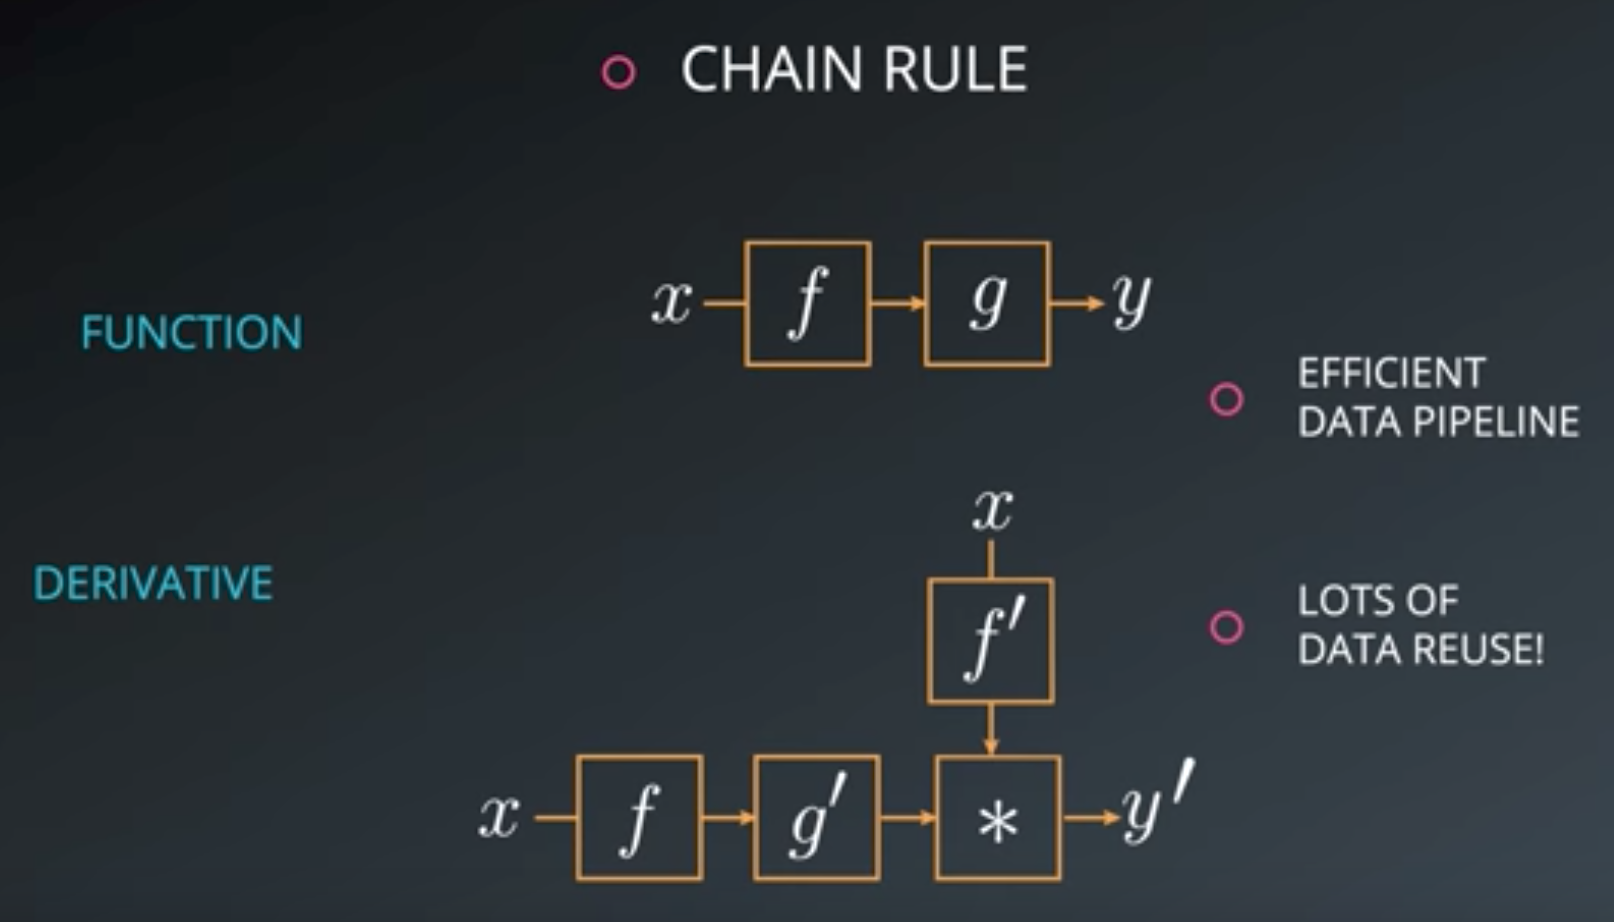 CHAIN RULE
x f g y
FUNCTION
EFFICIENT
DATA PIPELINE
x
DERIVATIVE
f′
LOTS OF
DATA REUSE!
x f g′ * y′